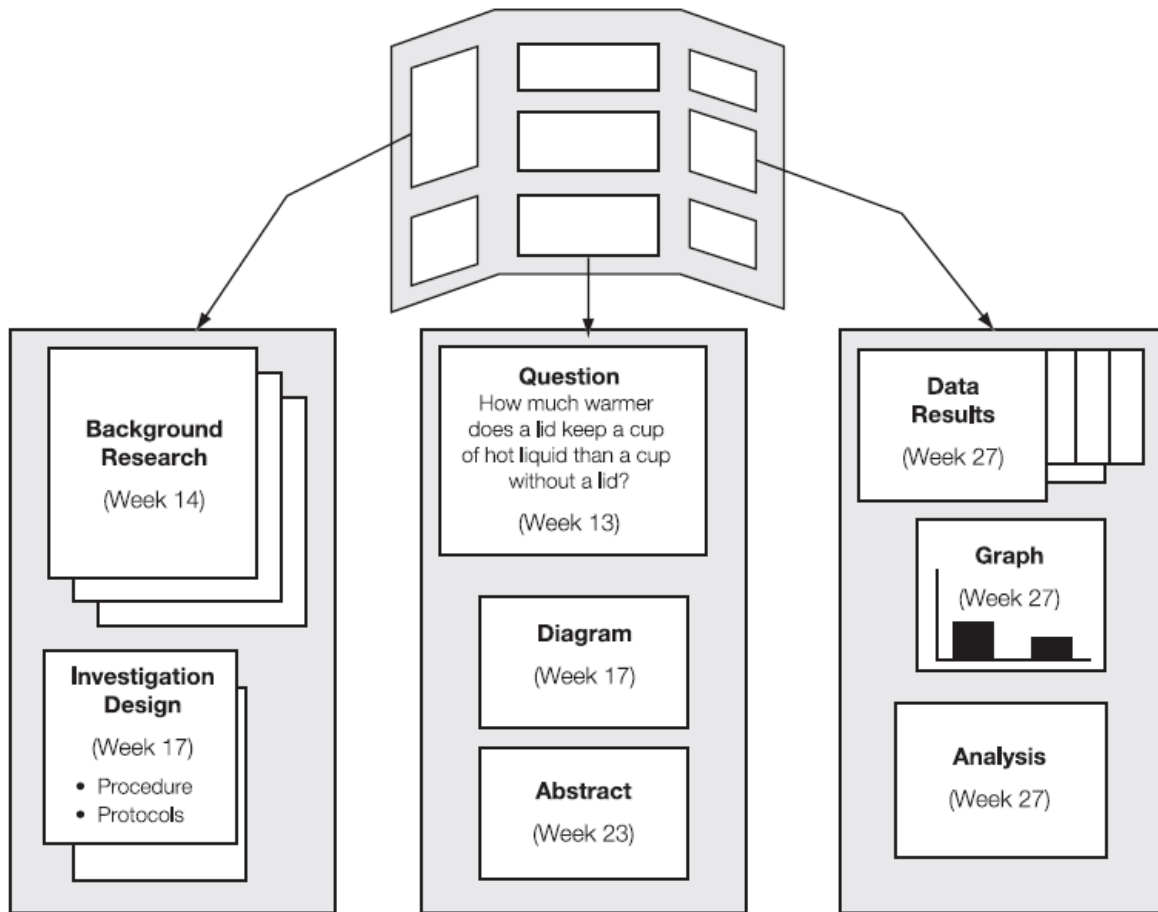 Background
Research
(Week 14)
Investigation
Design
(Week 17)
• Procedure
• Protocols
Question
How much warmer
does a lid keep a cup
of hot liquid than a cup
without a lid?
(Week 13)
Diagram
(Week 17)
Abstract
(Week 23)
Data
Results
(Week 27)
Graph
(Week 27)
Analysis
(Week 27)